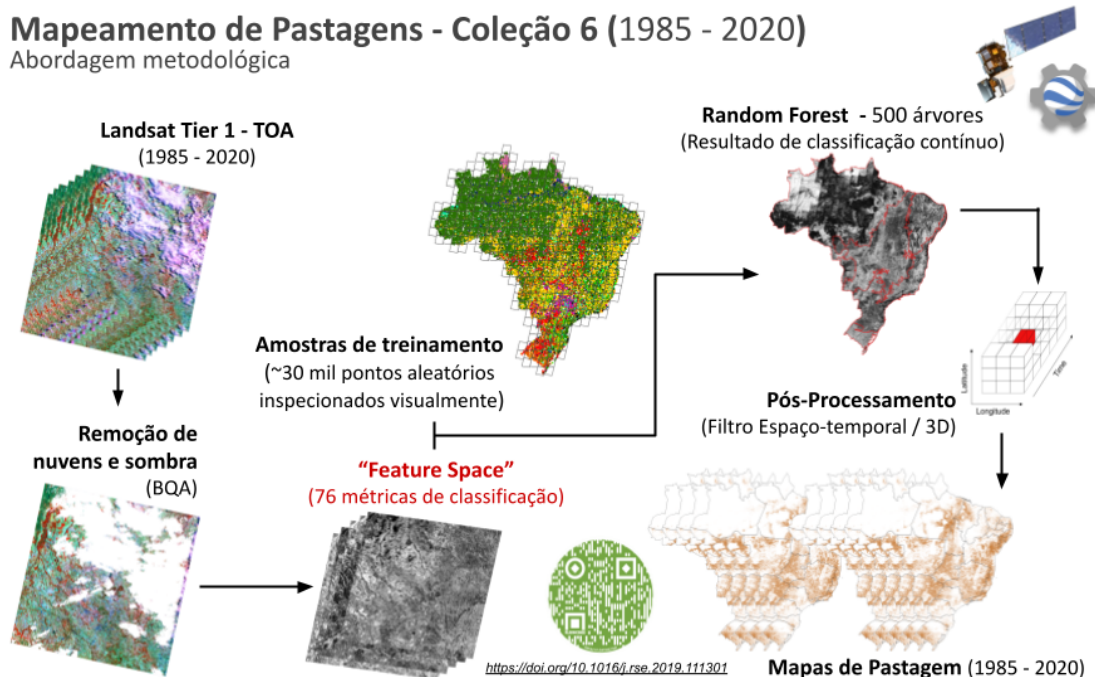 Mapeamento de Pastagens - Coleção 6 (1985 - 2020)
Abordagem metodológica
Landsat Tier 1 - TOA
(1985 - 2020)
Remoção de
nuvens e sombra
(BQA)
Amostras de treinamento
(~30 mil pontos aleatórios
inspecionados visualmente)
“Feature Space”
(76 métricas de classificação)
https://doi.org/10.1016/j.rse.2019.111301
Random Forest - 500 árvores
(Resultado de classificação contínuo)
Latitude
Longitude
Time
Pós-Processamento
(Filtro Espaço-temporal / 3D)
Mapas de Pastagem (1985 - 2020)